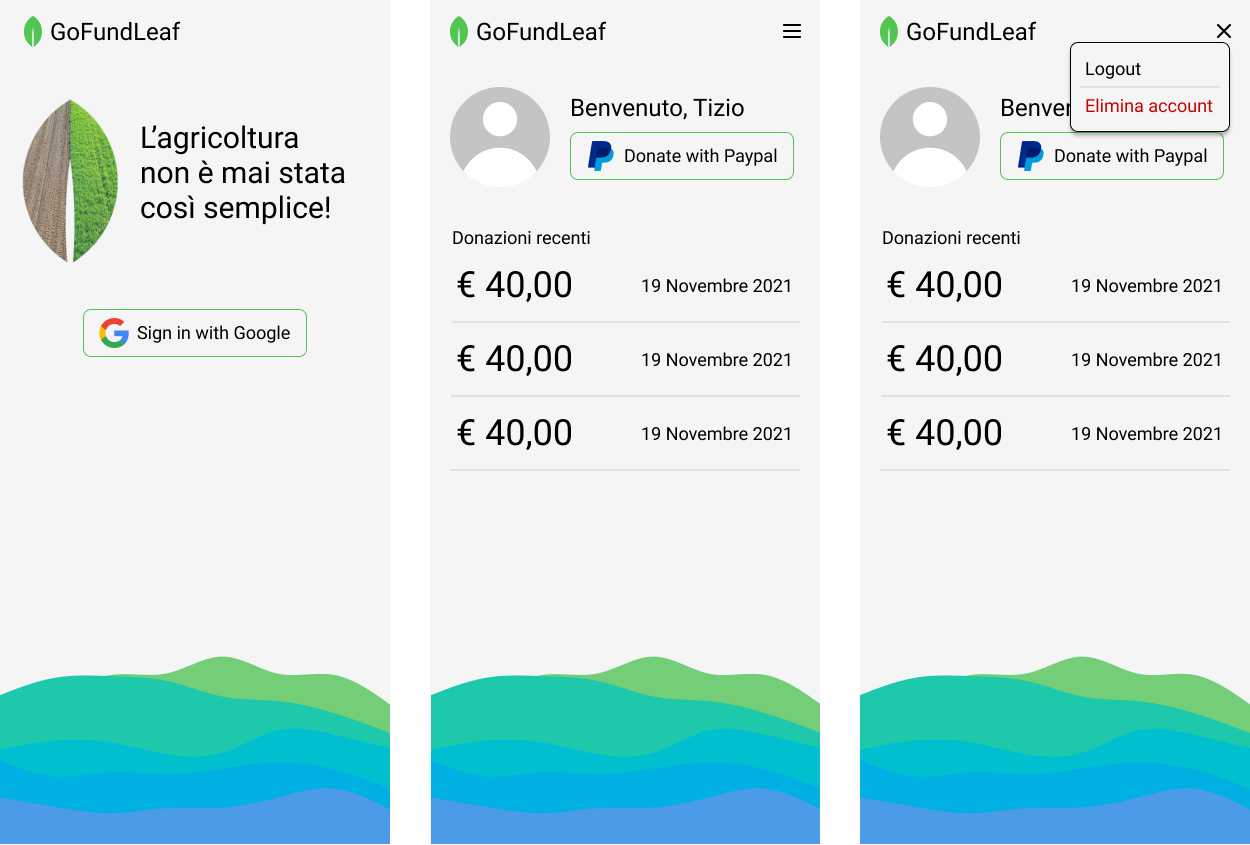 GoFundLeaf
L’agricoltura
non è mai stata
così semplice!
Sign in with Google
GoFundLeaf
Benvenuto, Tizio
Donate with Paypal
Donazioni recenti
€ 40,00 19 Novembre 2021
€ 40,00 19 Novembre 2021
€ 40,00 19 Novembre 2021
GoFundLeaf
Logout
Elimina account
Donate with Paypal
Donazioni recenti
€ 40,00 19 Novembre 2021
€ 40,00 19 Novembre 2021
€ 40,00 19 Novembre 2021